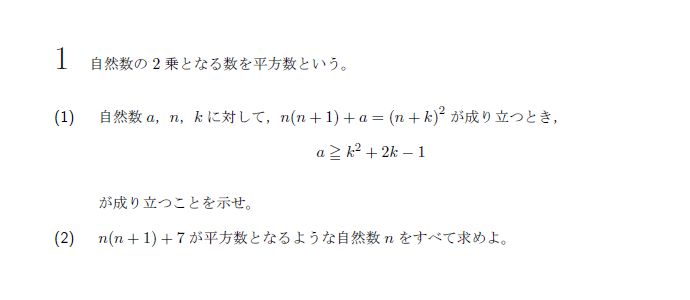 1 自然数の 2 乗となる数を平方数という。
(1) 自然数 a, n, k に対して, n(n + 1) + a = (n + k)² が成り立つとき,
a ≧ k² + 2k − 1
が成り立つことを示せ。
(2) n(n + 1) + 7 が平方数となるような自然数 n をすべて求めよ。